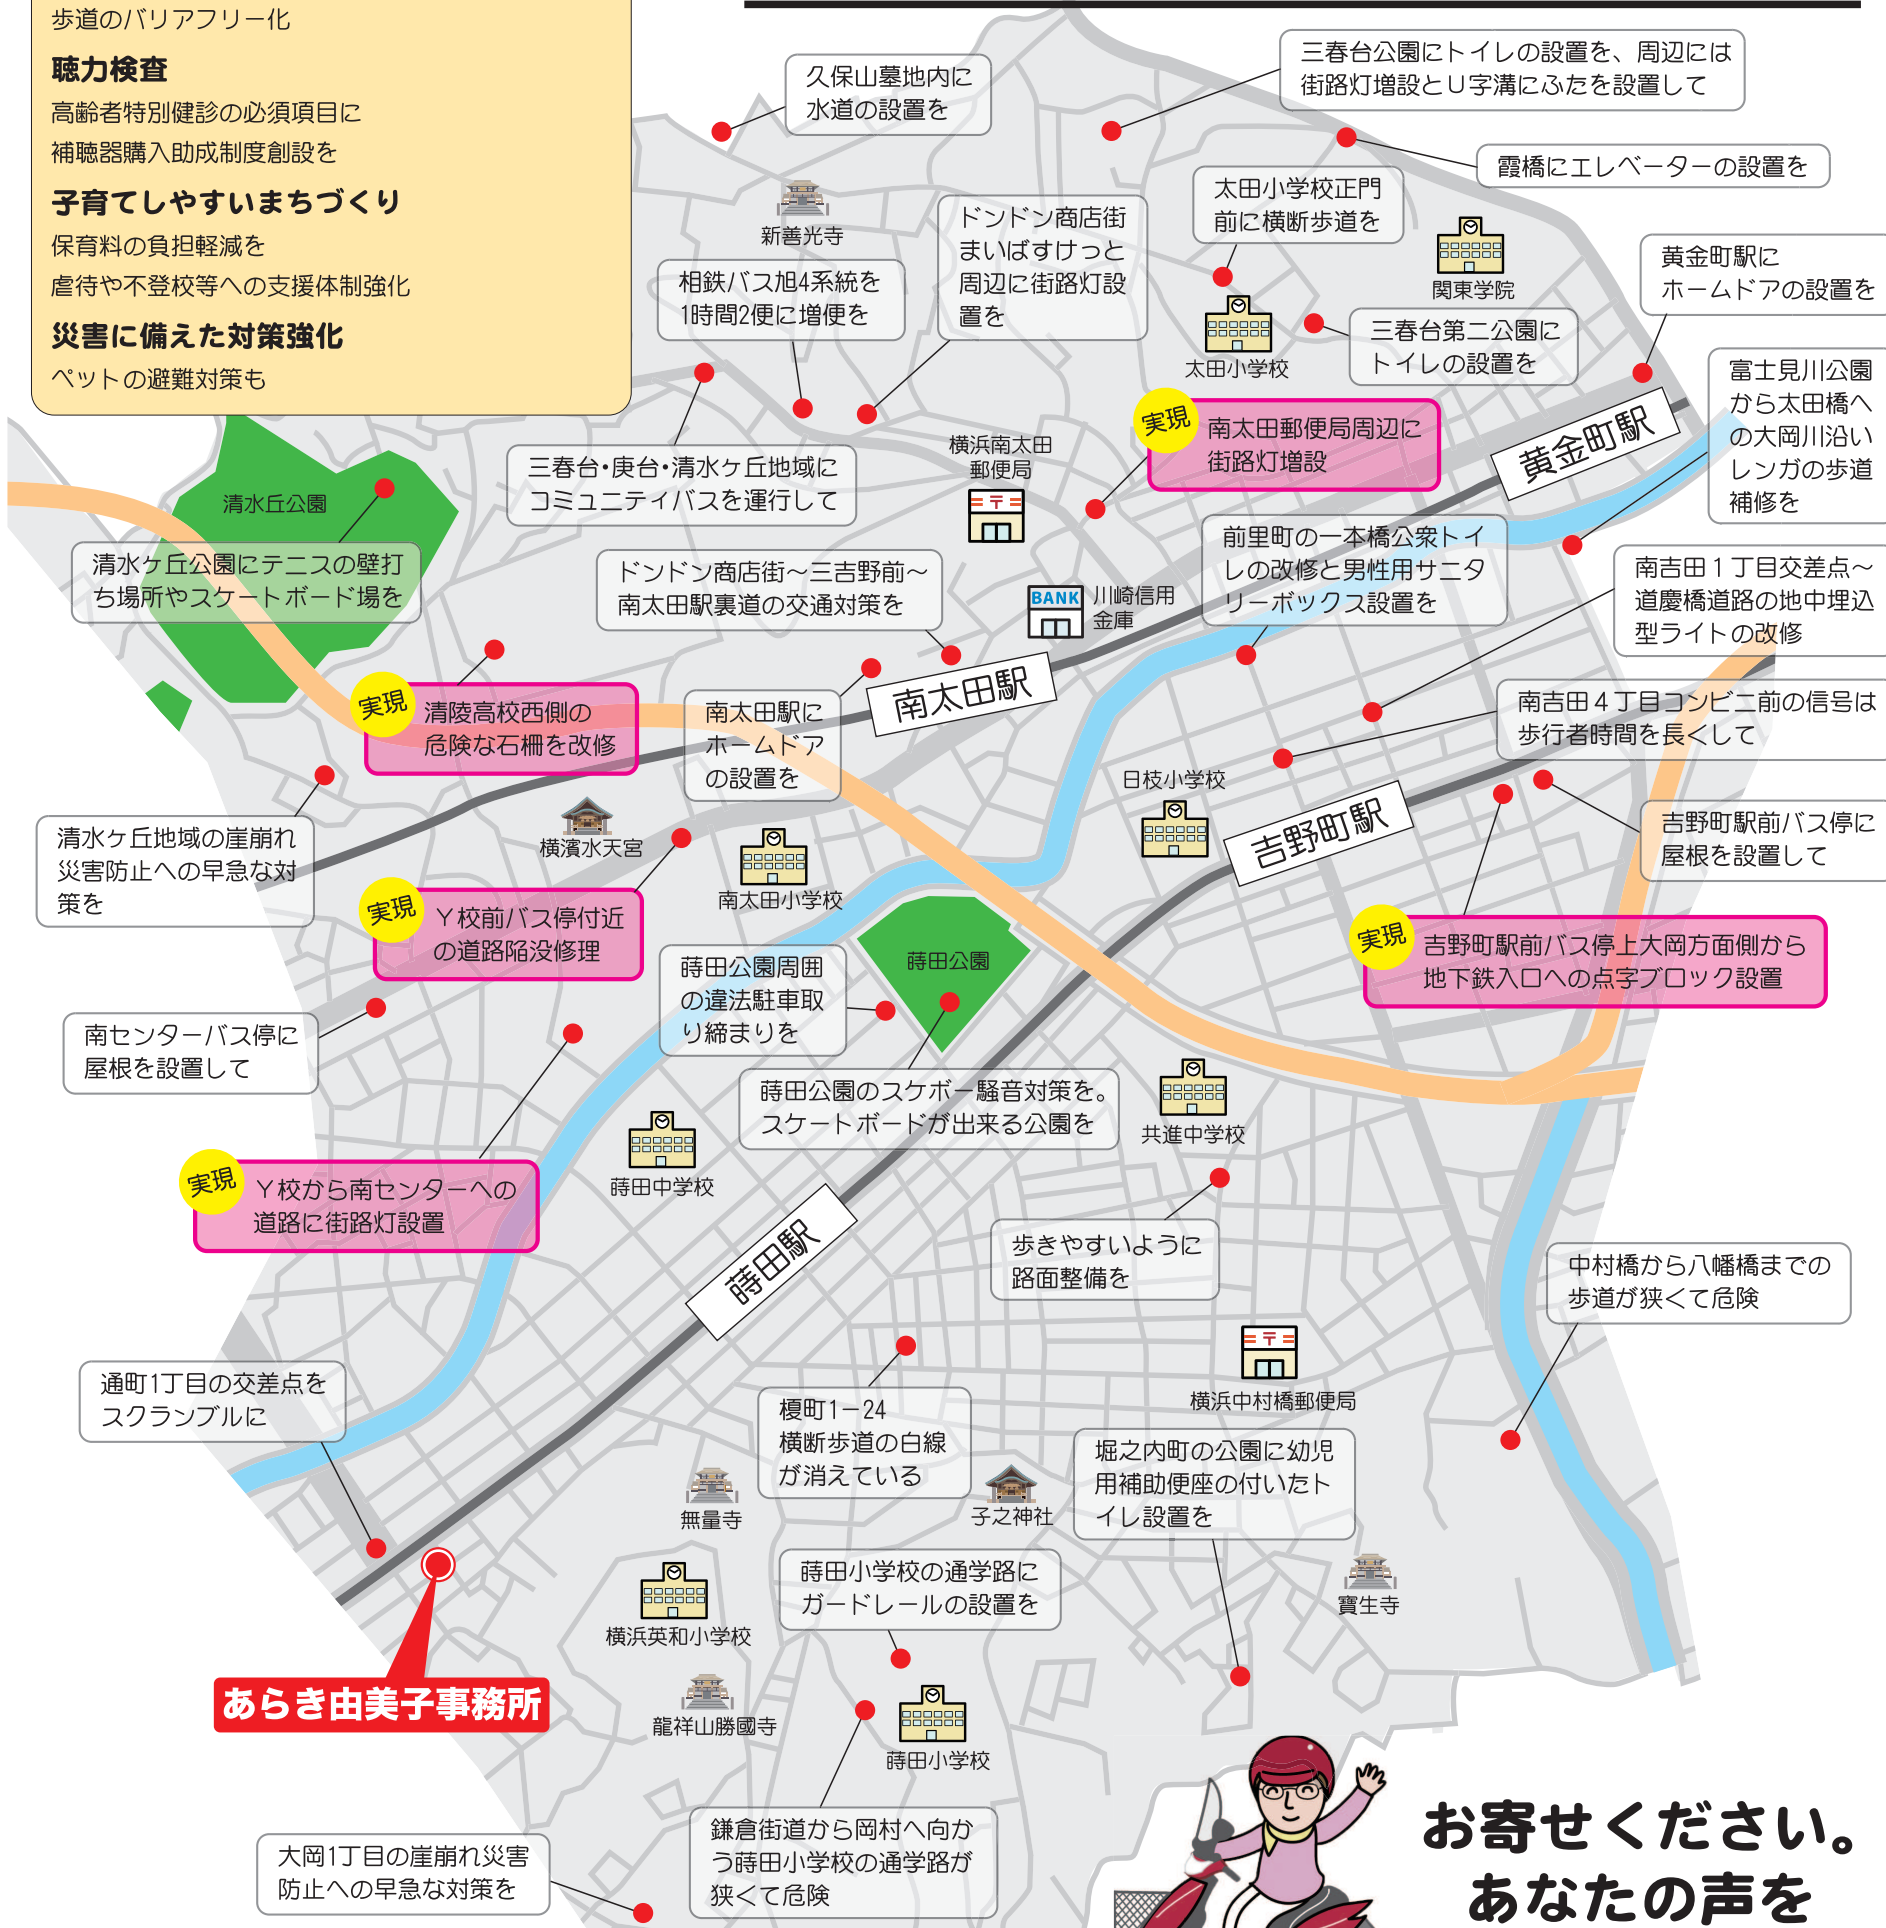 歩道のバリアフリー化
聴力検査
高齢者特別健診の必須項目に
補聴器購入助成制度創設を
子育てしやすいまちづくり
保育料の負担軽減を
虐待や不登校等への支援体制強化
災害に備えた対策強化
ペットの避難対策も
久保山墓地内に
水道の設置を
三春台公園にトイレの設置を、周辺には
街路灯増設とU字溝にふたを設置して
霞橋にエレベーターの設置を
太田小学校正門
前に横断歩道を
新善光寺
ドンドン商店街
まいばすけっと
周辺に街路灯設
置を
関東学院
黄金町駅に
ホームドアの設置を
相鉄バス旭4系統を
1時間2便に増便を
太田小学校
三春台第二公園に
トイレの設置を
富士見川公園
から太田橋へ
の大岡川沿い
レンガの歩道
補修を
実現
南太田郵便局周辺に
街路灯増設
黄金町駅
横浜南太田
郵便局
三春台・庚台・清水ヶ丘地域に
コミュニティバスを運行して
清水丘公園
清水ヶ丘公園にテニスの壁打
ち場所やスケートボード場を
ドンドン商店街〜三吉野前〜
南太田駅裏道の交通対策を
BANK
川崎信用
金庫
前里町の一本橋公衆トイ
レの改修と男性用サニタ
リーボックス設置を
南吉田1丁目交差点〜
道慶橋道路の地中埋込
型ライトの改修
南太田駅
実現
清陵高校西側の
危険な石柵を改修
南太田駅に
ホームドア
の設置を
南吉田4丁目コンビニ前の信号は
歩行者時間を長くして
日枝小学校
吉野町駅
吉野町駅前バス停に
屋根を設置して
清水ヶ丘地域の崖崩れ
災害防止への早急な対
策を
横濱水天宮
南太田小学校
実現
Y校前バス停付近
の道路陥没修理
実現
吉野町駅前バス停上大岡方面側から
地下鉄入口への点字ブロック設置
蒔田公園
蒔田公園周囲
の違法駐車取
り締まりを
南センターバス停に
屋根を設置して
蒔田公園のスケボー騒音対策を。
スケートボードが出来る公園を
共進中学校
実現
Y校から南センターへの
道路に街路灯設置
蒔田中学校
蒔田駅
歩きやすいように
路面整備を
中村橋から八幡橋までの
歩道が狭くて危険
通町1丁目の交差点を
スクランブルに
榎町1−24
横断歩道の白線
が消えている
横浜中村橋郵便局
堀之内町の公園に幼児
用補助便座の付いたト
イレ設置を
無量寺
子之神社
蒔田小学校の通学路に
ガードレールの設置を
寶生寺
横浜英和小学校
あらき由美子事務所
龍祥山勝國寺
蒔田小学校
鎌倉街道から岡村へ向か
う蒔田小学校の通学路が
狭くて危険
大岡1丁目の崖崩れ災害
防止への早急な対策を
お寄せください。
あなたの声を